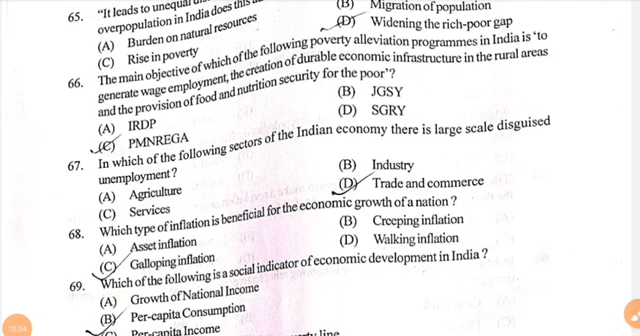 65. "It leads to unequal
overpopulation in India does this
(A) Burden on natural resources
(B) Migration of population
(C) Rise in poverty
(D) Widening the rich-poor gap
66. The main objective of which of the following poverty alleviation programmes in India is 'to
generate wage employment, the creation of durable economic infrastructure in the rural areas
and the provision of food and nutrition security for the poor'?
(A) IRDP
(B) JGSY
(C) PMNREGA
(D) SGRY
67. In which of the following sectors of the Indian economy there is large scale disguised
unemployment?
(A) Agriculture
(B) Industry
(C) Services
(D) Trade and commerce
68. Which type of inflation is beneficial for the economic growth of a nation?
(A) Asset inflation
(B) Creeping inflation
(C) Galloping inflation
(D) Walking inflation
69. Which of the following is a social indicator of economic development in India?
(A) Growth of National Income
(B) Per-capita Consumption
Per-capita Income
line
10:54